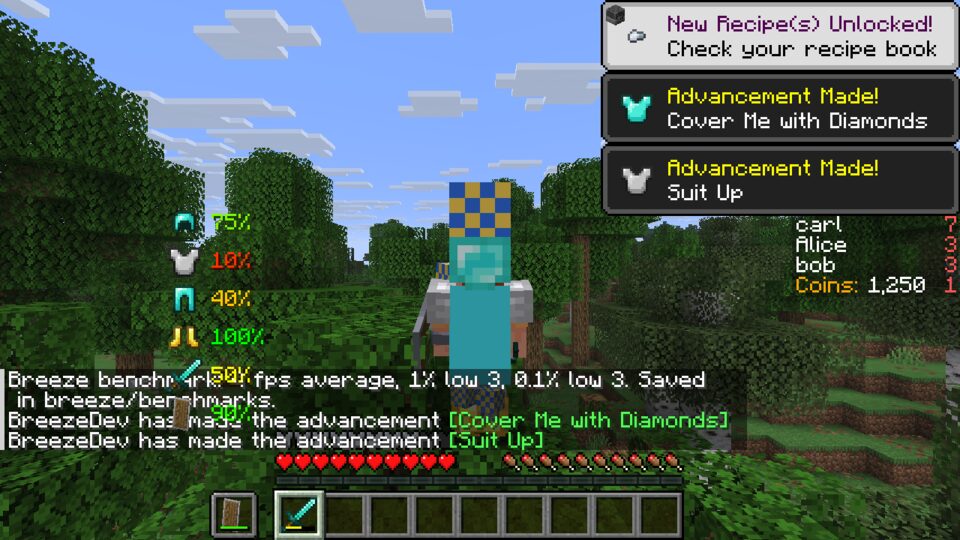 New Recipe(s) Unlocked!
Check your recipe book
Advancement Made!
Cover Me with Diamonds
Advancement Made!
Suit Up
carl 7
Alice 3
bob 3
Coins: 1,250 1
75%
10%
40%
100%
50%
90%
Breeze benchmark: fps average, 1% low 3, 0.1% low 3. Saved
in breeze/benchmarks.
BreezeDev has made the advancement [Cover Me with Diamonds]
BreezeDev has made the advancement [Suit Up]